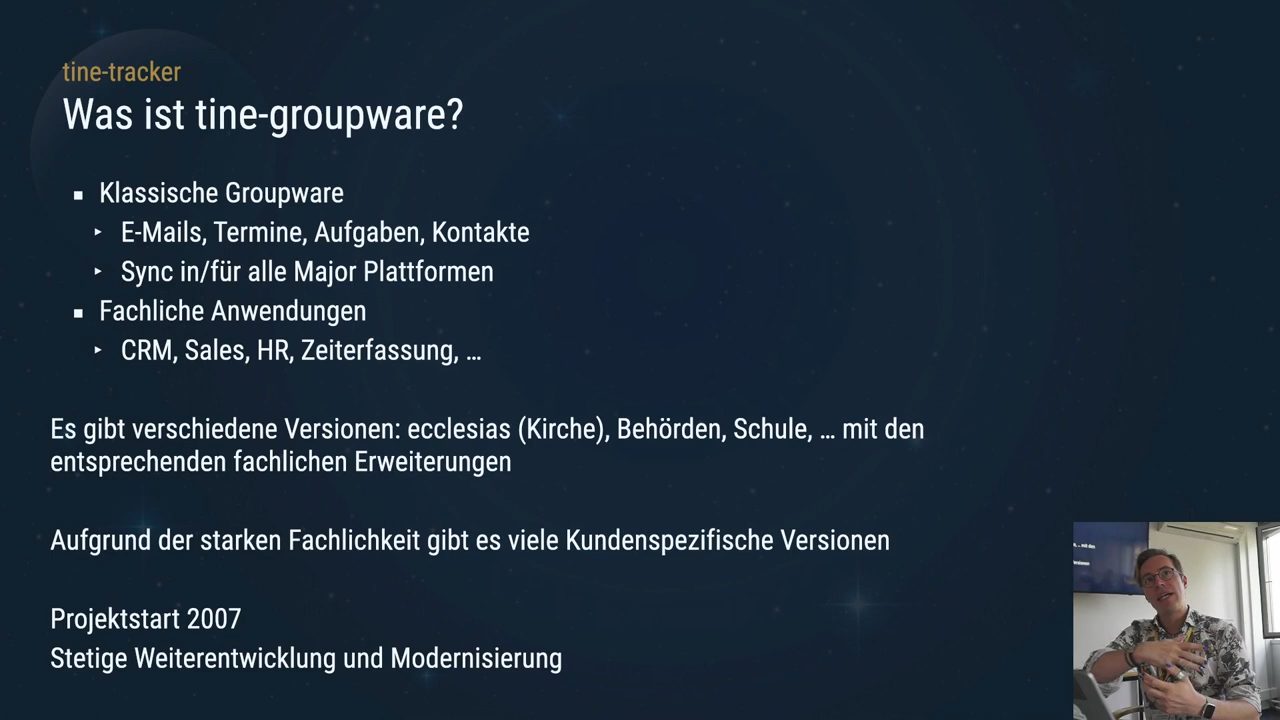 tine-tracker
Was ist tine-groupware?
Klassische Groupware
E-Mails, Termine, Aufgaben, Kontakte
Sync in/für alle Major Plattformen
Fachliche Anwendungen
CRM, Sales, HR, Zeiterfassung, …
Es gibt verschiedene Versionen: ecclesias (Kirche), Behörden, Schule, … mit den
entsprechenden fachlichen Erweiterungen
Aufgrund der starken Fachlichkeit gibt es viele Kundenspezifische Versionen
Projektstart 2007
Stetige Weiterentwicklung und Modernisierung
… mit den